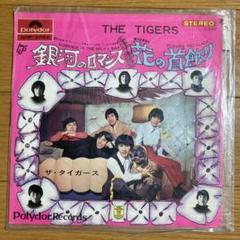 Polydor
THE TIGERS
STEREO
銀河のロマンス
花の首飾り
ザ・タイガース
Polydor Records